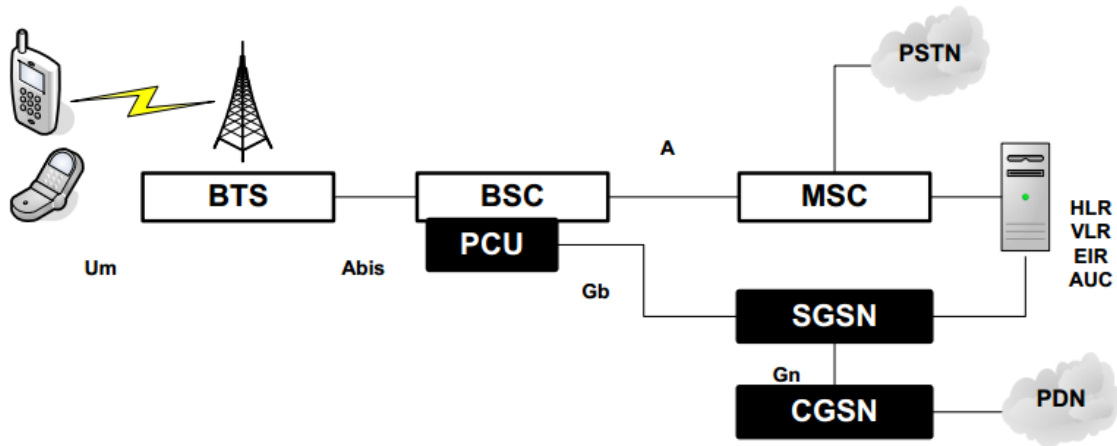 PSTN
A
BTS
BSC
MSC
HLR
VLR
EIR
AUC
PCU
Um
Abis
Gb
SGSN
Gn
CGSN
PDN